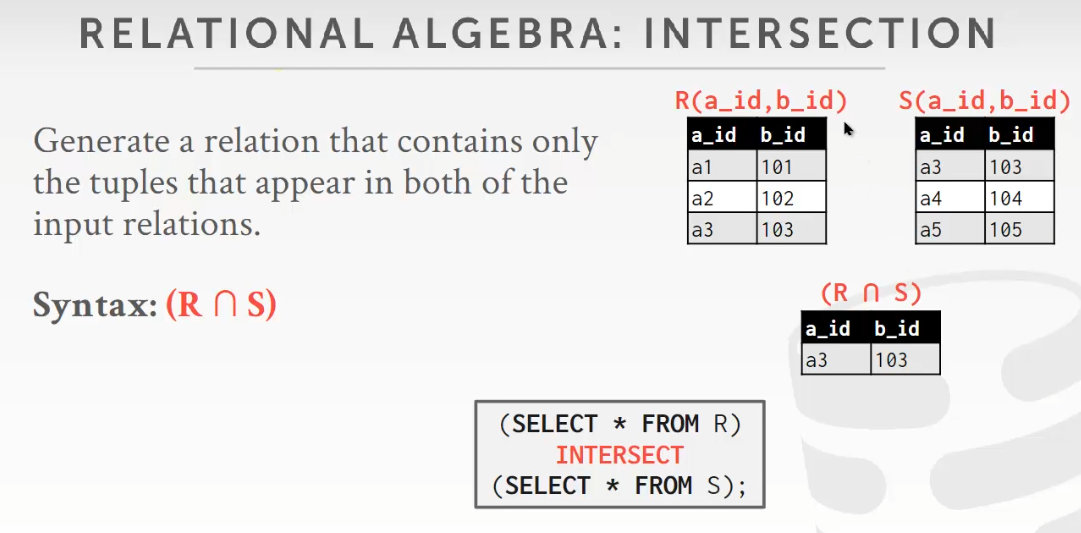 RELATIONAL ALGEBRA: INTERSECTION
Generate a relation that contains only
the tuples that appear in both of the
input relations.
Syntax: (R ∩ S)
R(a_id,b_id)
a_id b_id
a1 101
a2 102
a3 103
S(a_id,b_id)
a_id b_id
a3 103
a4 104
a5 105
(R ∩ S)
a_id b_id
a3 103
(SELECT * FROM R)
INTERSECT
(SELECT * FROM S);